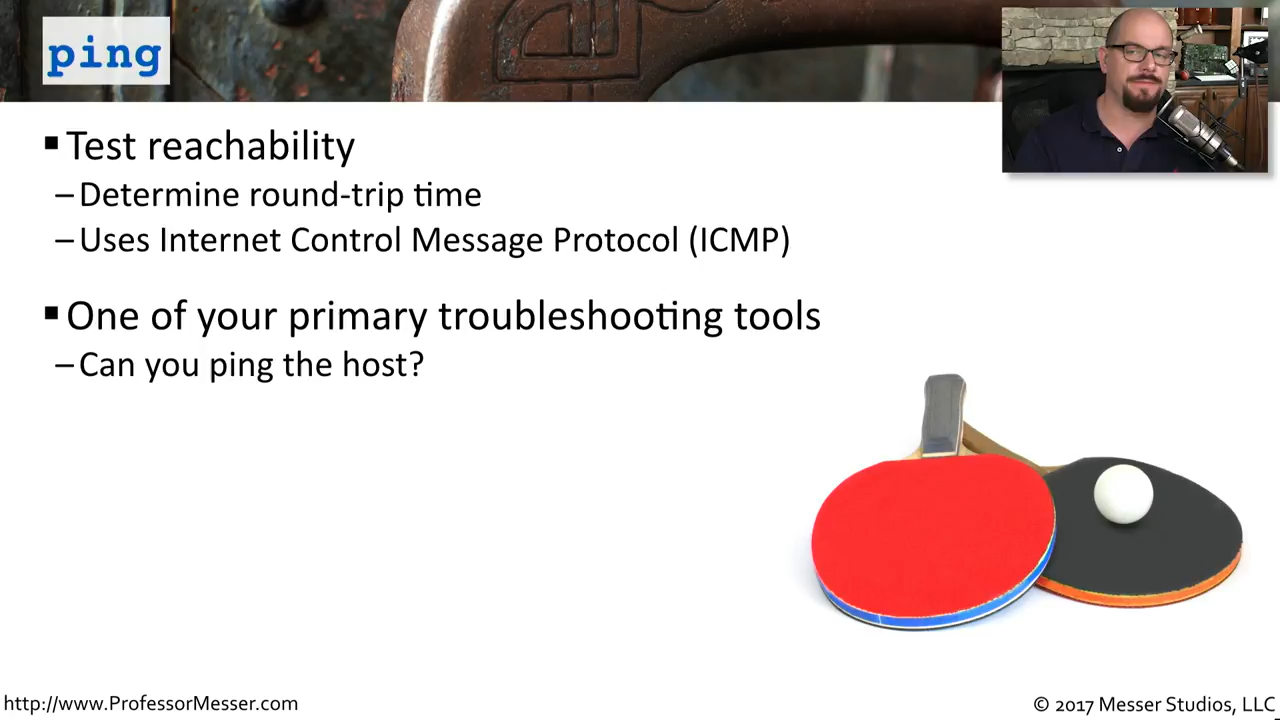 ping
▪ Test reachability
– Determine round-trip time
– Uses Internet Control Message Protocol (ICMP)
▪ One of your primary troubleshooting tools
– Can you ping the host?
http://www.ProfessorMesser.com
© 2017 Messer Studios, LLC